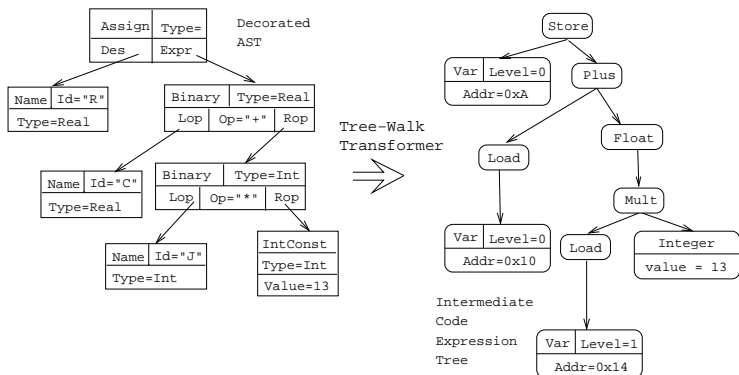 Assign Type=
Des Expr
Decorated
AST
Name Id="R"
Type=Real
Binary Type=Real
Lop Op="+" Rop
Name Id="C"
Type=Real
Binary Type=Int
Lop Op="*" Rop
Name Id="J"
Type=Int
IntConst
Type=Int
Value=13
Tree-Walk
Transformer
Store
Var Level=0
Addr=0xA
Plus
Load
Float
Var Level=0
Addr=0x10
Mult
Load
Integer
value = 13
Var Level=1
Addr=0x14
Intermediate
Code
Expression
Tree